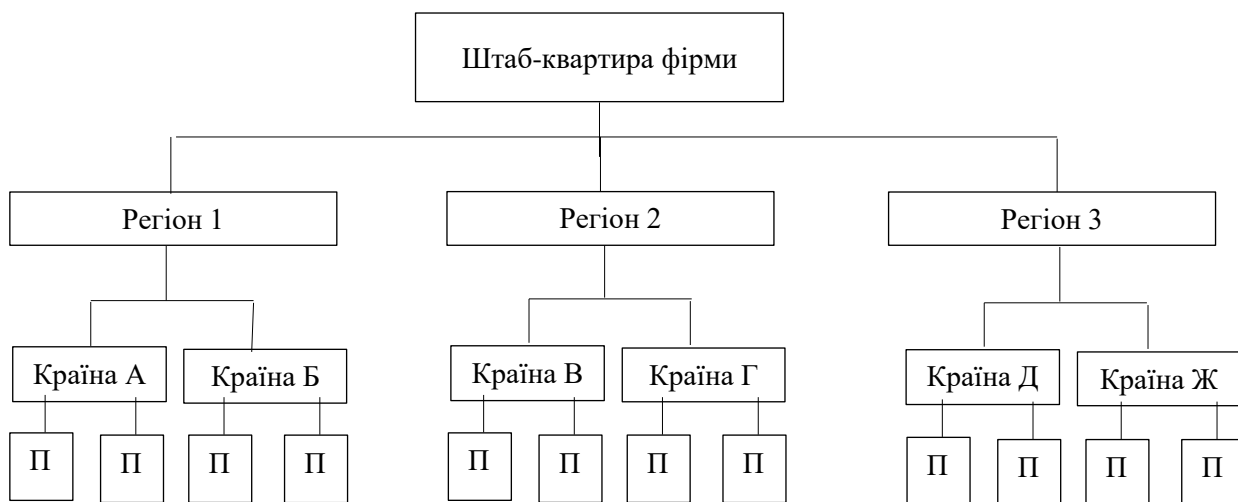 Штаб-квартира фірми
Регіон 1
Регіон 2
Регіон 3
Країна А
Країна Б
Країна В
Країна Г
Країна Д
Країна Ж
П
П
П
П
П
П
П
П
П
П
П
П